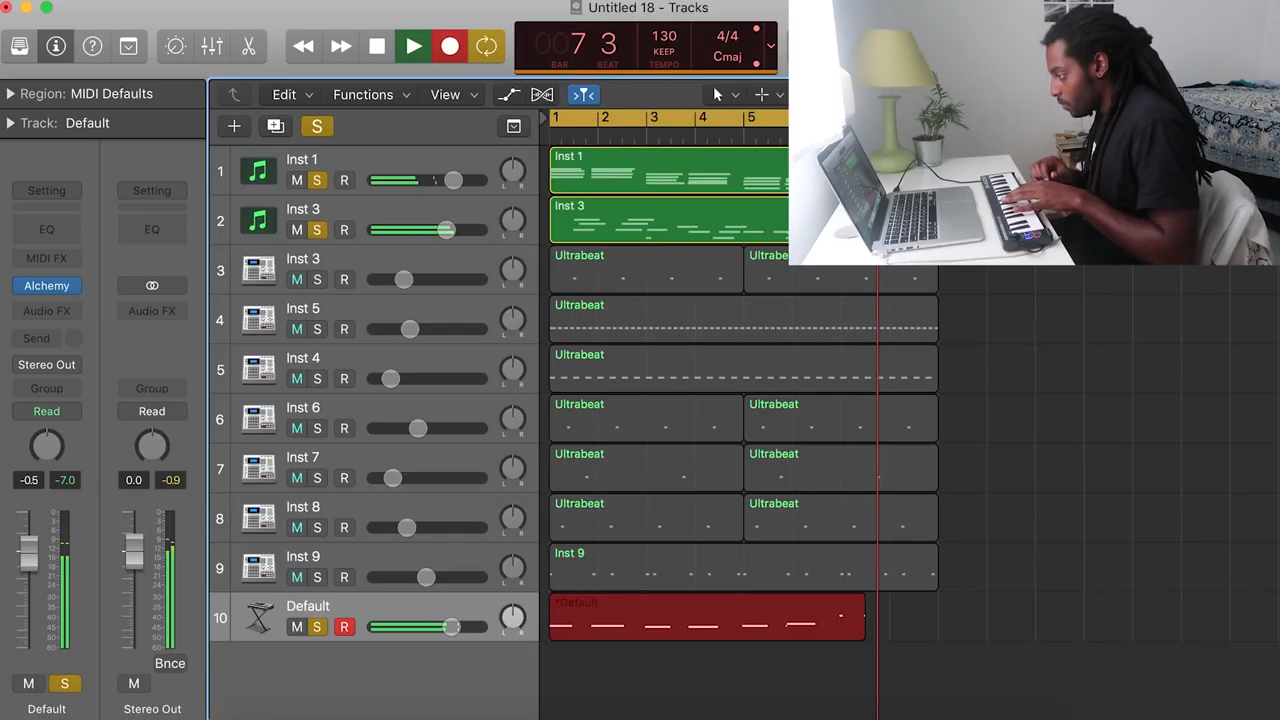 Untitled 18 - Tracks
007 3 130 4/4
KEEP Cmaj
BAR BEAT TEMPO
Region: MIDI Defaults
Track: Default
Edit Functions View
S
1 2 3 4 5
Setting Setting
EQ EQ
MIDI FX
Alchemy
Audio FX Audio FX
Send
Stereo Out
Group Group
Read Read
-0.5 -7.0 0.0 -0.9
Bnce
M S M
Default Stereo Out
1 Inst 1 M S R
2 Inst 3 M S R
3 Inst 3 M S R
4 Inst 5 M S R
5 Inst 4 M S R
6 Inst 6 M S R
7 Inst 7 M S R
8 Inst 8 M S R
9 Inst 9 M S R
10 Default M S R
Inst 1
Inst 3
Ultrabeat
Ultrabeat
Ultrabeat
Ultrabeat Ultrabeat
Ultrabeat Ultrabeat
Ultrabeat Ultrabeat
Inst 9
*Default